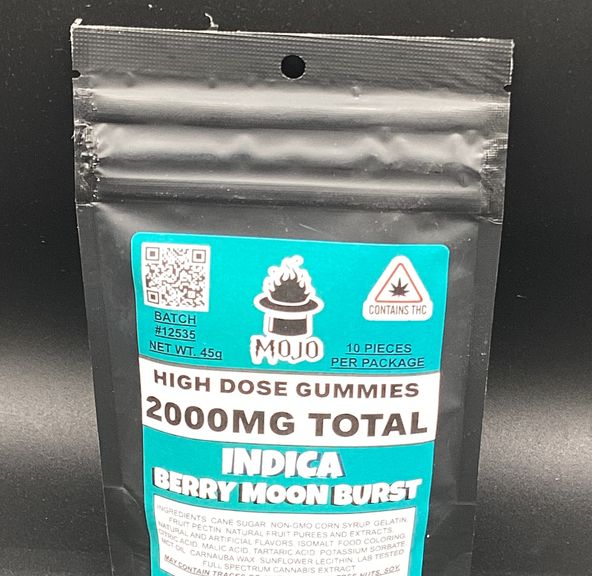 BATCH
#12535
NET WT. 45g
MOJO
CONTAINS THC
10 PIECES
PER PACKAGE
HIGH DOSE GUMMIES
2000MG TOTAL
INDICA
BERRY MOON BURST
INGREDIENTS: CANE SUGAR, NON-GMO CORN SYRUP, GELATIN,
FRUIT PECTIN, NATURAL FRUIT PUREES AND EXTRACTS,
NATURAL AND ARTIFICIAL FLAVORS, ISOMALT, FOOD COLORING,
CITRIC ACID, MALIC ACID, TARTARIC ACID, POTASSIUM SORBATE
MCT OIL, CARNAUBA WAX, SUNFLOWER LECITHIN, LAB TESTED
FULL SPECTRUM CANNABIS EXTRACT
MAY CONTAIN TRACES NUTS, SOY,